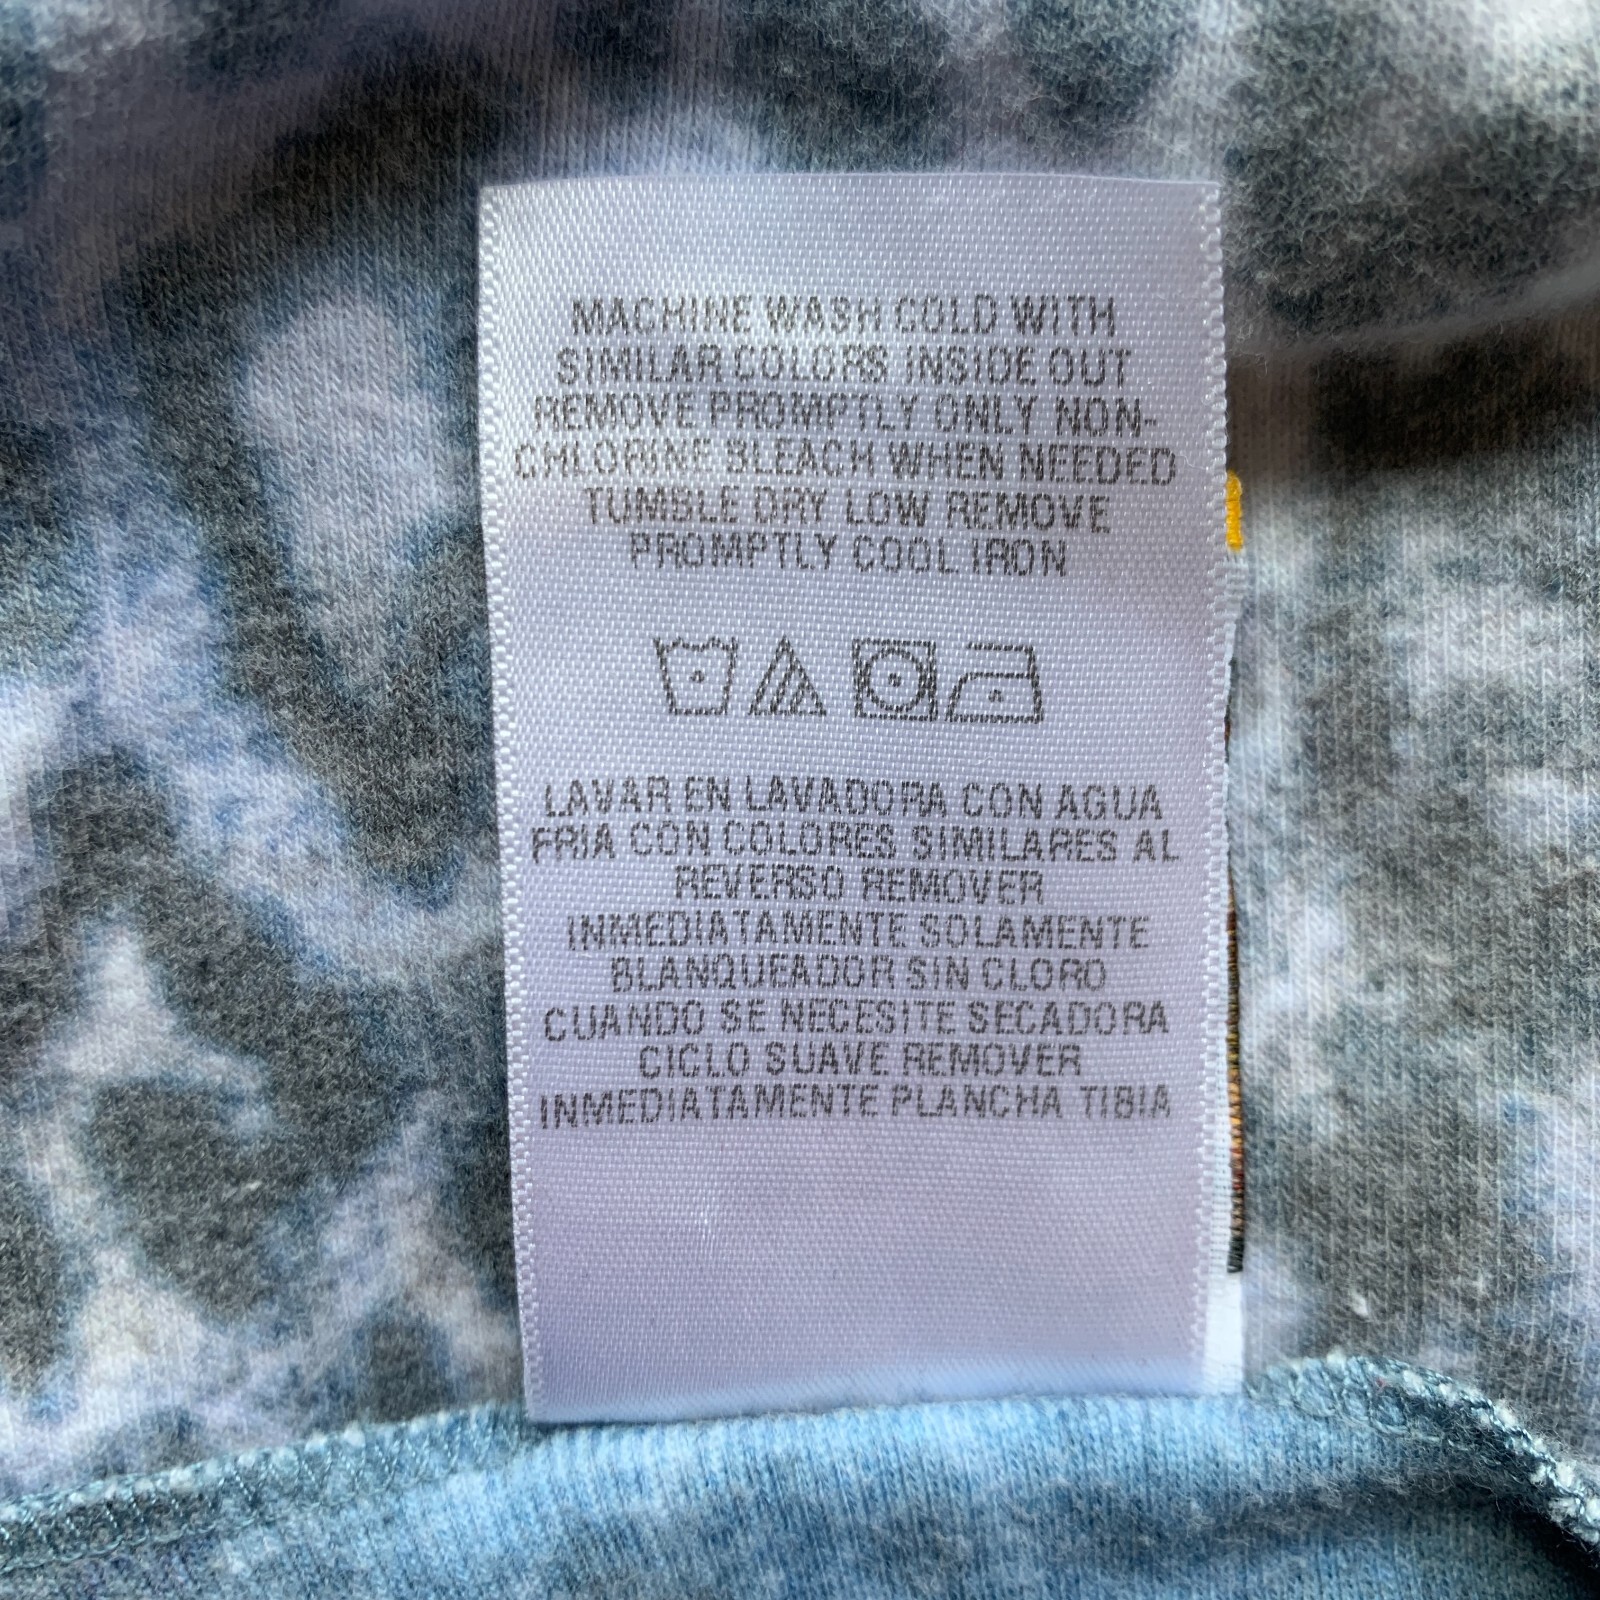 MACHINE WASH COLD WITH
SIMILAR COLORS INSIDE OUT
REMOVE PROMPTLY ONLY NON-
CHLORINE BLEACH WHEN NEEDED
TUMBLE DRY LOW REMOVE
PROMPTLY COOL IRON
LAVAR EN LAVADORA CON AGUA
FRIA CON COLORES SIMILARES AL
REVERSO REMOVER
INMEDIATAMENTE SOLAMENTE
BLANQUEADOR SIN CLORO
CUANDO SE NECESITE SECADORA
CICLO SUAVE REMOVER
INMEDIATAMENTE PLANCHA TIBIA